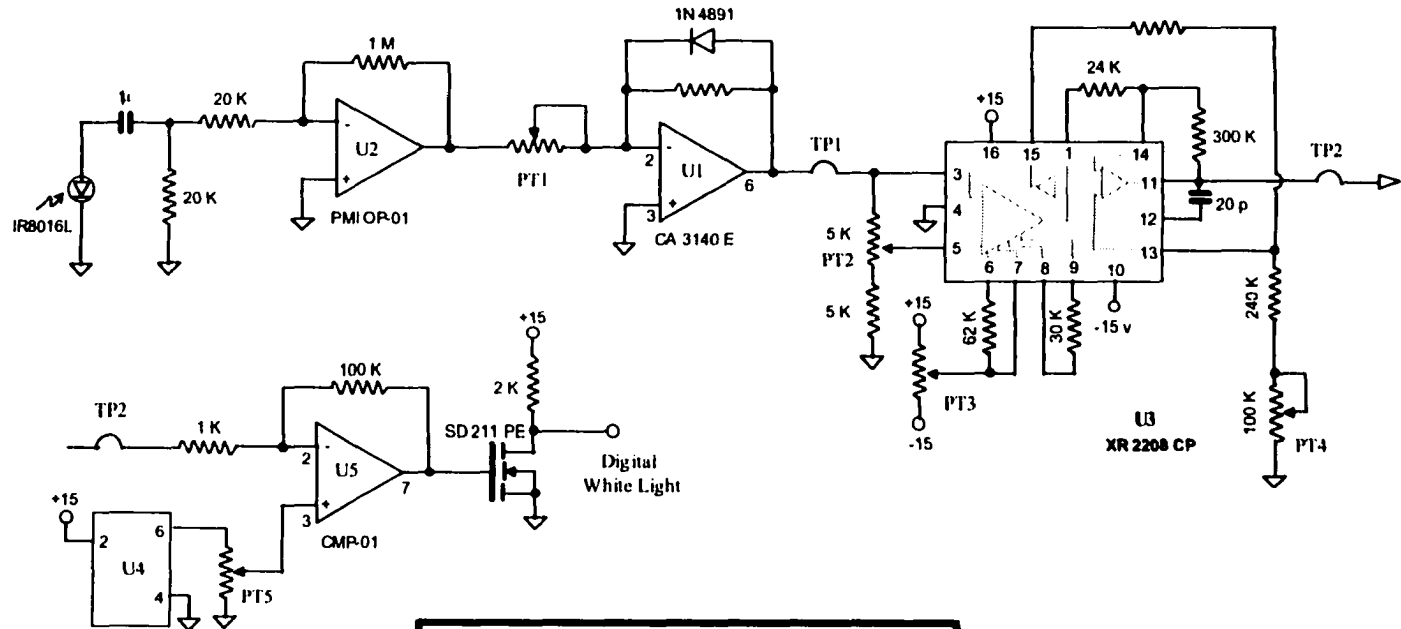 1N 4891
1 M
24 K
20 K
+15
300 K
TP1
TP2
16
15
1
14
U2
2
U1
6
3
11
20 p
20 K
PT1
4
12
IR8016L
PMI OP-01
3
CA 3140 E
5 K
PT2
5
13
6
7
8
9
10
5 K
+15
62 K
30 K
-15 v
240 K
+15
PT3
-15
U3
XR 2208 CP
100 K
PT4
100 K
2 K
TP2
1 K
SD 211 PE
2
U5
7
Digital
White Light
+15
3
CMP-01
2
6
U4
4
PT5